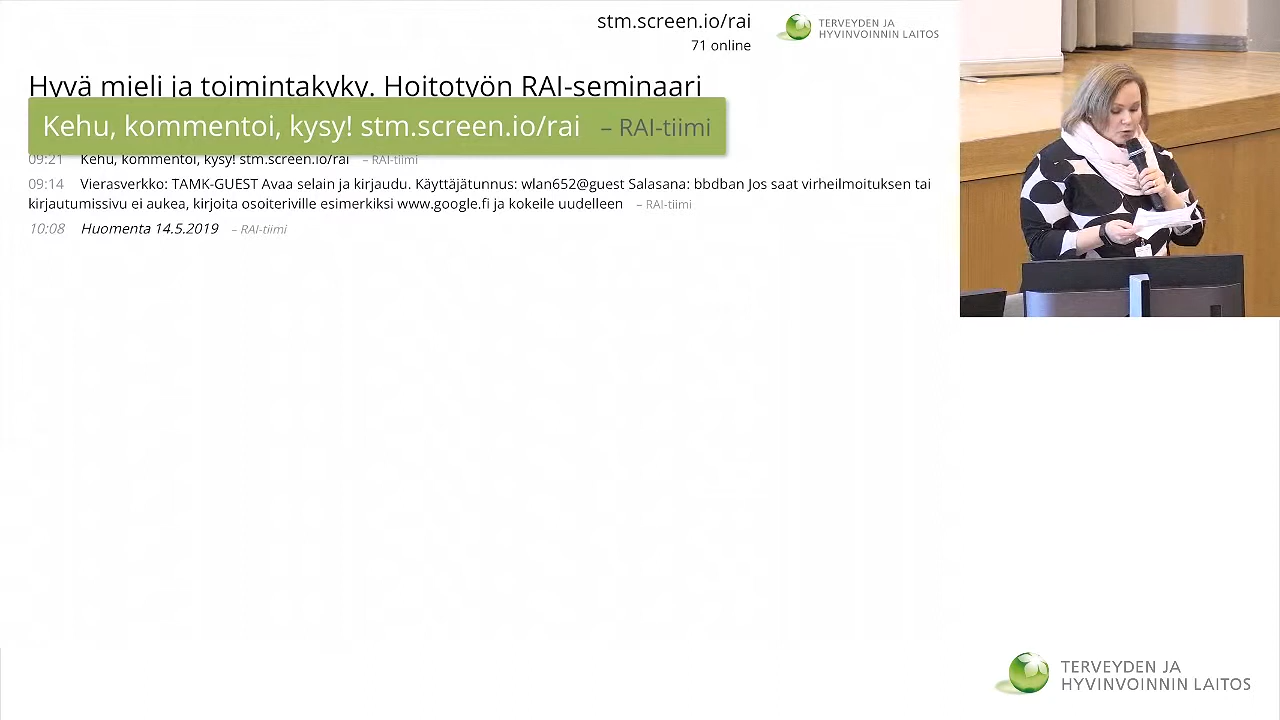 stm.screen.io/rai
71 online
TERVEYDEN JA
HYVINVOINNIN LAITOS
Hyvä mieli ja toimintakyky. Hoitotyön RAI-seminaari
Kehu, kommentoi, kysy! stm.screen.io/rai – RAI-tiimi
09:21 Kehu, kommentoi, kysy! stm.screen.io/rai – RAI-tiimi
09:14 Vierasverkko: TAMK-GUEST Avaa selain ja kirjaudu. Käyttäjätunnus: wlan652@guest Salasana: bbdban Jos saat virheilmoituksen tai
kirjautumissivu ei aukea, kirjoita osoiteriville esimerkiksi www.google.fi ja kokeile uudelleen – RAI-tiimi
10:08 Huomenta 14.5.2019 – RAI-tiimi
TERVEYDEN JA
HYVINVOINNIN LAITOS